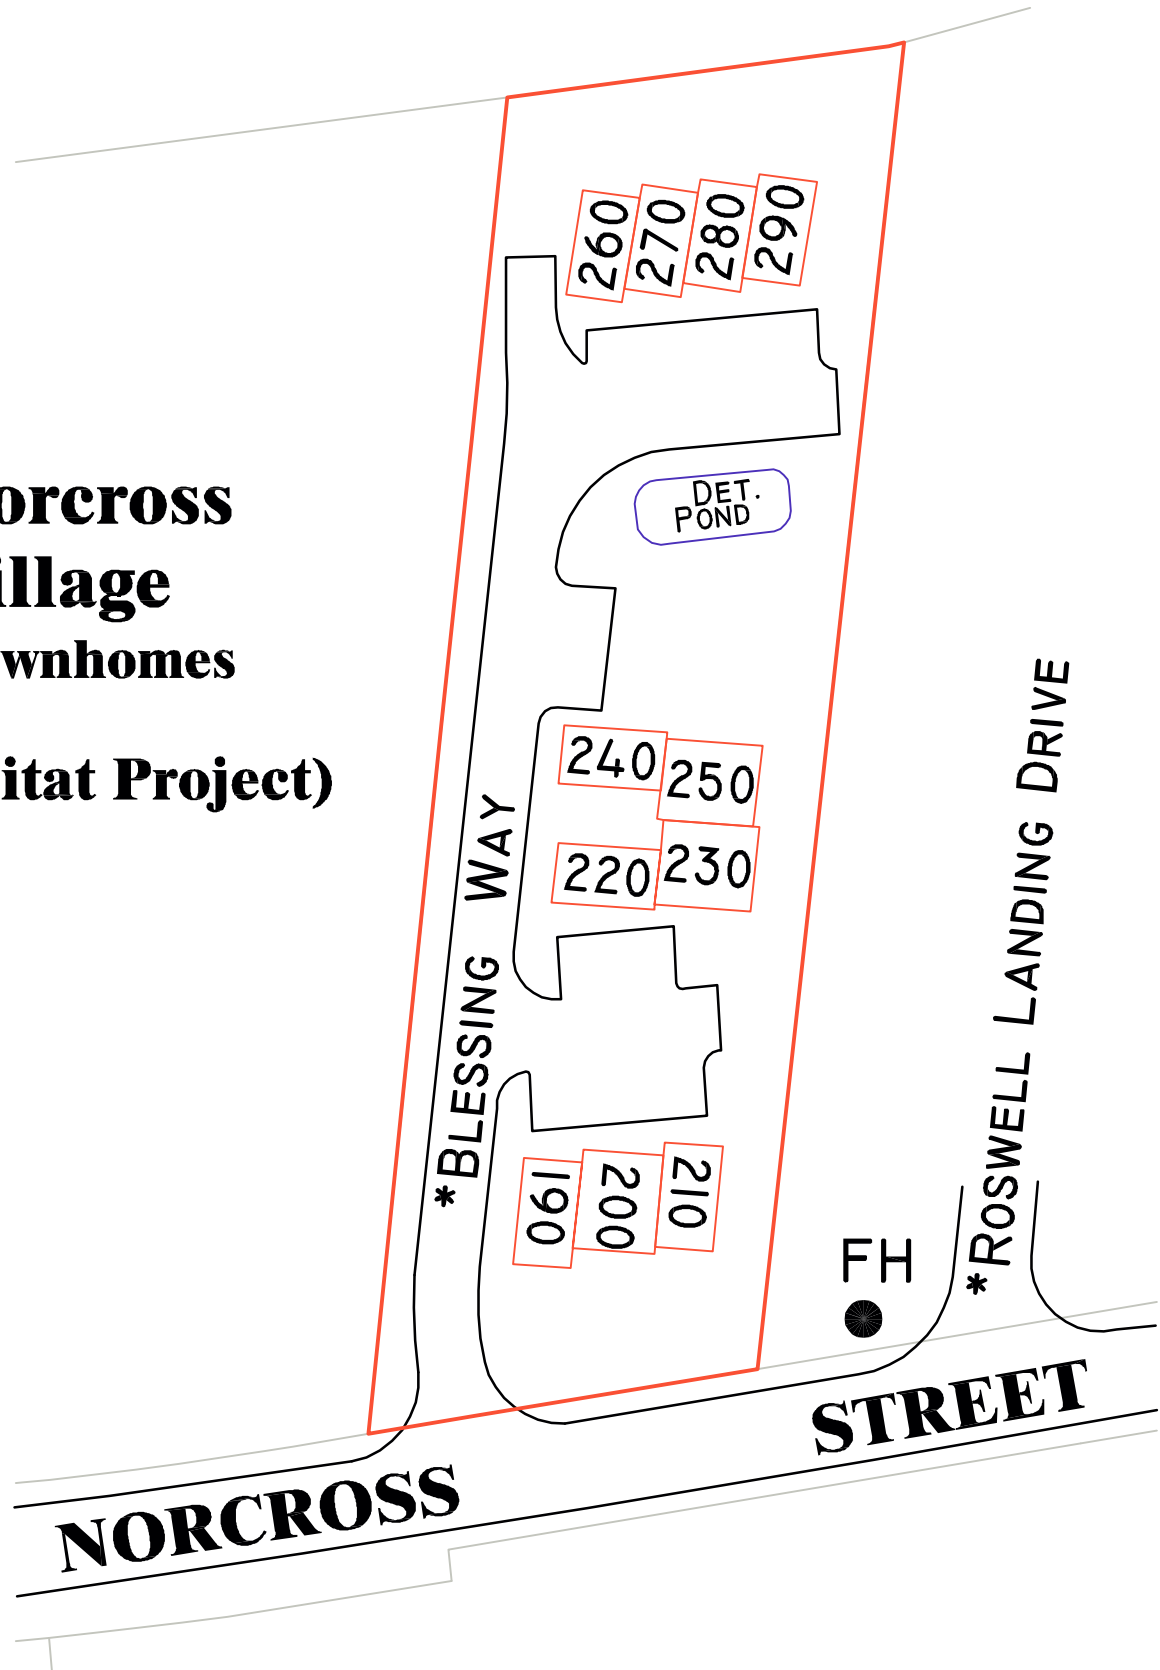 260
270
280
290
DET.
POND
orcross
illage
wnhomes
itat Project)
240
250
220
230
*BLESSING WAY
190
200
210
*ROSWELL LANDING DRIVE
FH
NORCROSS STREET